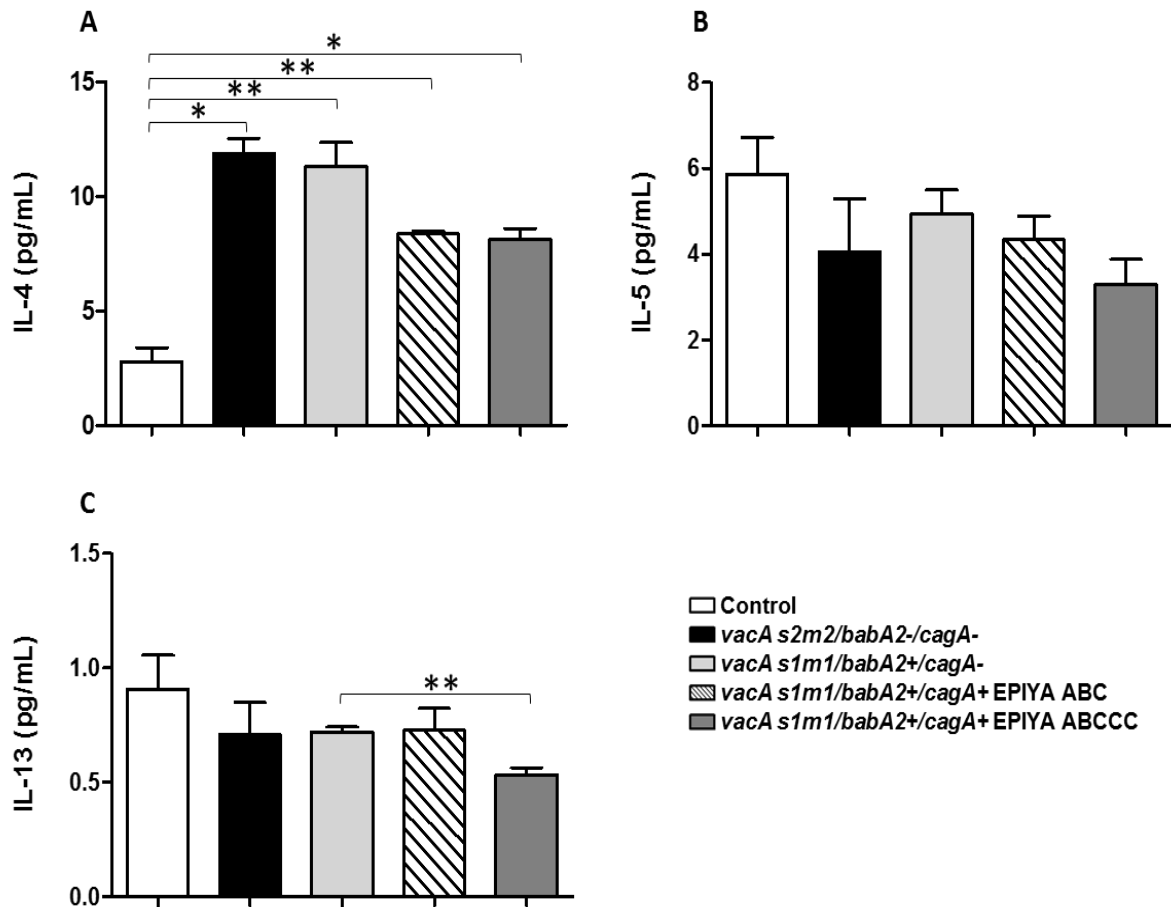 A
*
**
**
*
15
10
5
0
IL-4 (pg/mL)
B
8
6
4
2
0
IL-5 (pg/mL)
C
1.5
1.0
0.5
0.0
IL-13 (pg/mL)
**
Control
vacA s2m2/babA2-/cagA-
vacA s1m1/babA2+/cagA-
vacA s1m1/babA2+/cagA+ EPIYA ABC
vacA s1m1/babA2+/cagA+ EPIYA ABCCC